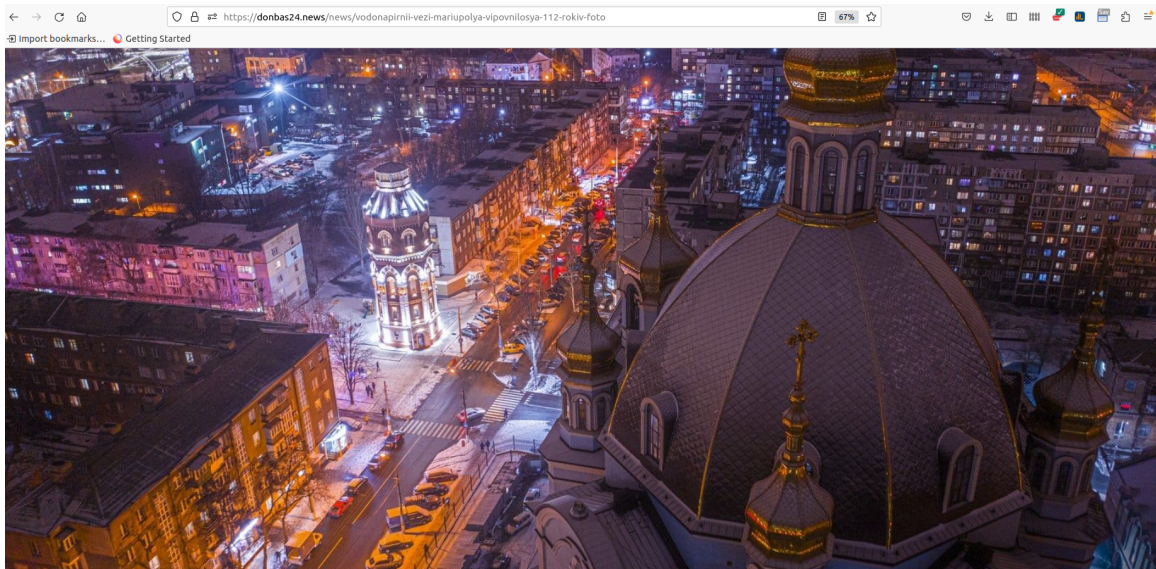 https://donbas24.news/news/vodonapirnii-vezi-mariupolya-vipovnilosya-112-rokiv-foto
67%
Import bookmarks...
Getting Started